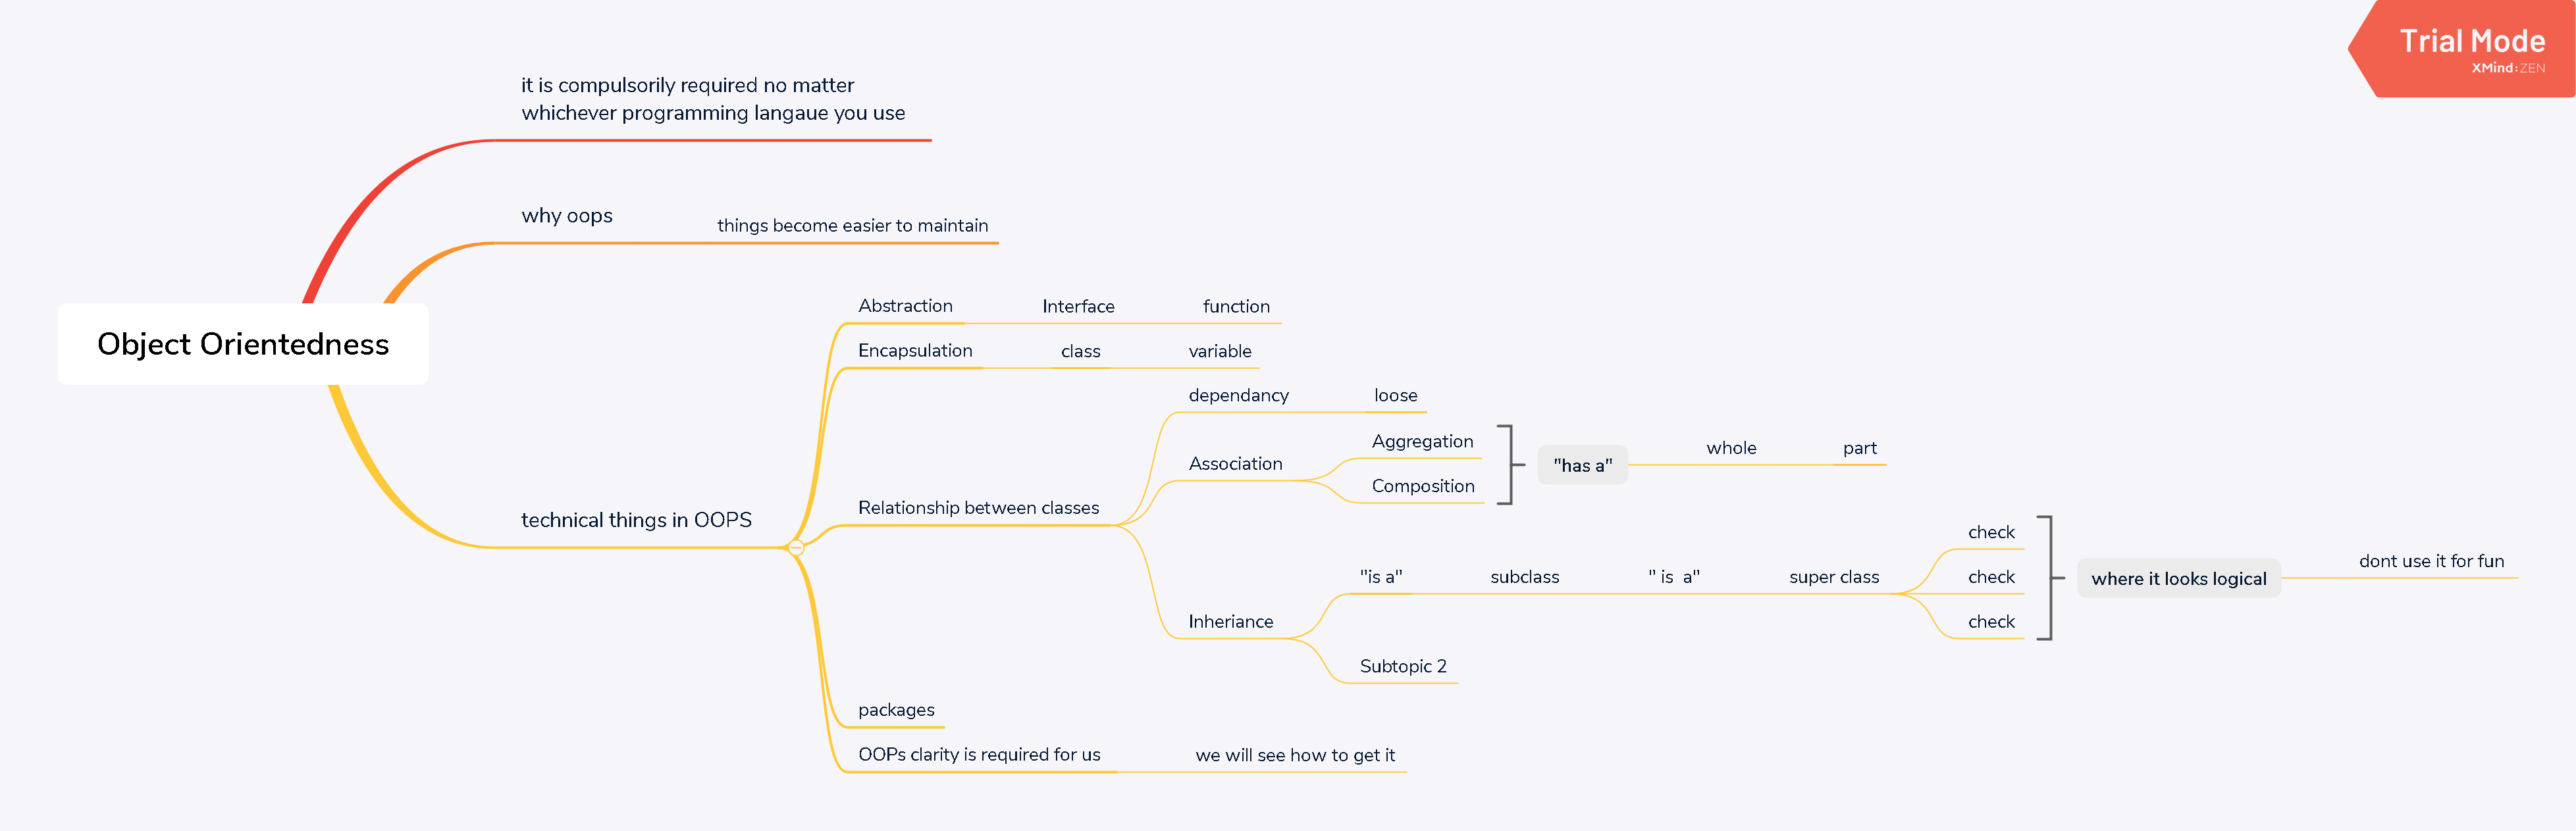 Trial Mode
XMind:ZEN
it is compulsorily required no matter
whichever programming langaue you use
why oops
things become easier to maintain
Object Orientedness
technical things in OOPS
Abstraction
Interface
function
Encapsulation
class
variable
Relationship between classes
dependancy
loose
Association
Aggregation
Composition
"has a"
whole
part
Inheriance
"is a"
subclass
" is  a"
super class
check
check
check
where it looks logical
dont use it for fun
Subtopic 2
packages
OOPs clarity is required for us
we will see how to get it